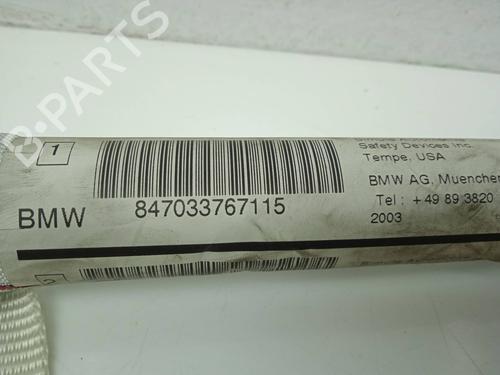 B-PARTS
1
Safety Devices Inc.
Tempe, USA
BMW AG, Muenchen
Tel : +49 89 3820
2003
BMW
847033767115
2